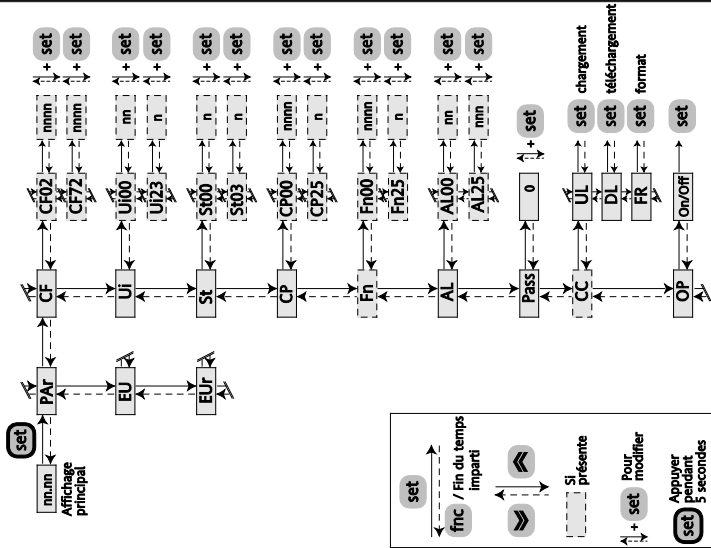 set
nn.nn
Affichage
principal
PAr
EU
EUr
CF
CF02
nnnn
+ set
CF72
nnnn
+ set
Ui
Ui00
nn
+ set
Ui23
n
+ set
St
St00
n
+ set
St03
n
+ set
CP
CP00
nnnn
+ set
CP25
n
+ set
Fn
Fn00
nnnn
+ set
Fn25
n
+ set
AL
AL00
nn
+ set
AL25
nnn
+ set
Pass
0
+ set
CC
UL
set
chargement
DL
set
téléchargement
FR
set
format
OP
On/Off
set
set
fnc / Fin du temps
imparti
Si
présente
+ set
Pour
modifier
set
Appuyer
pendant
5 secondes